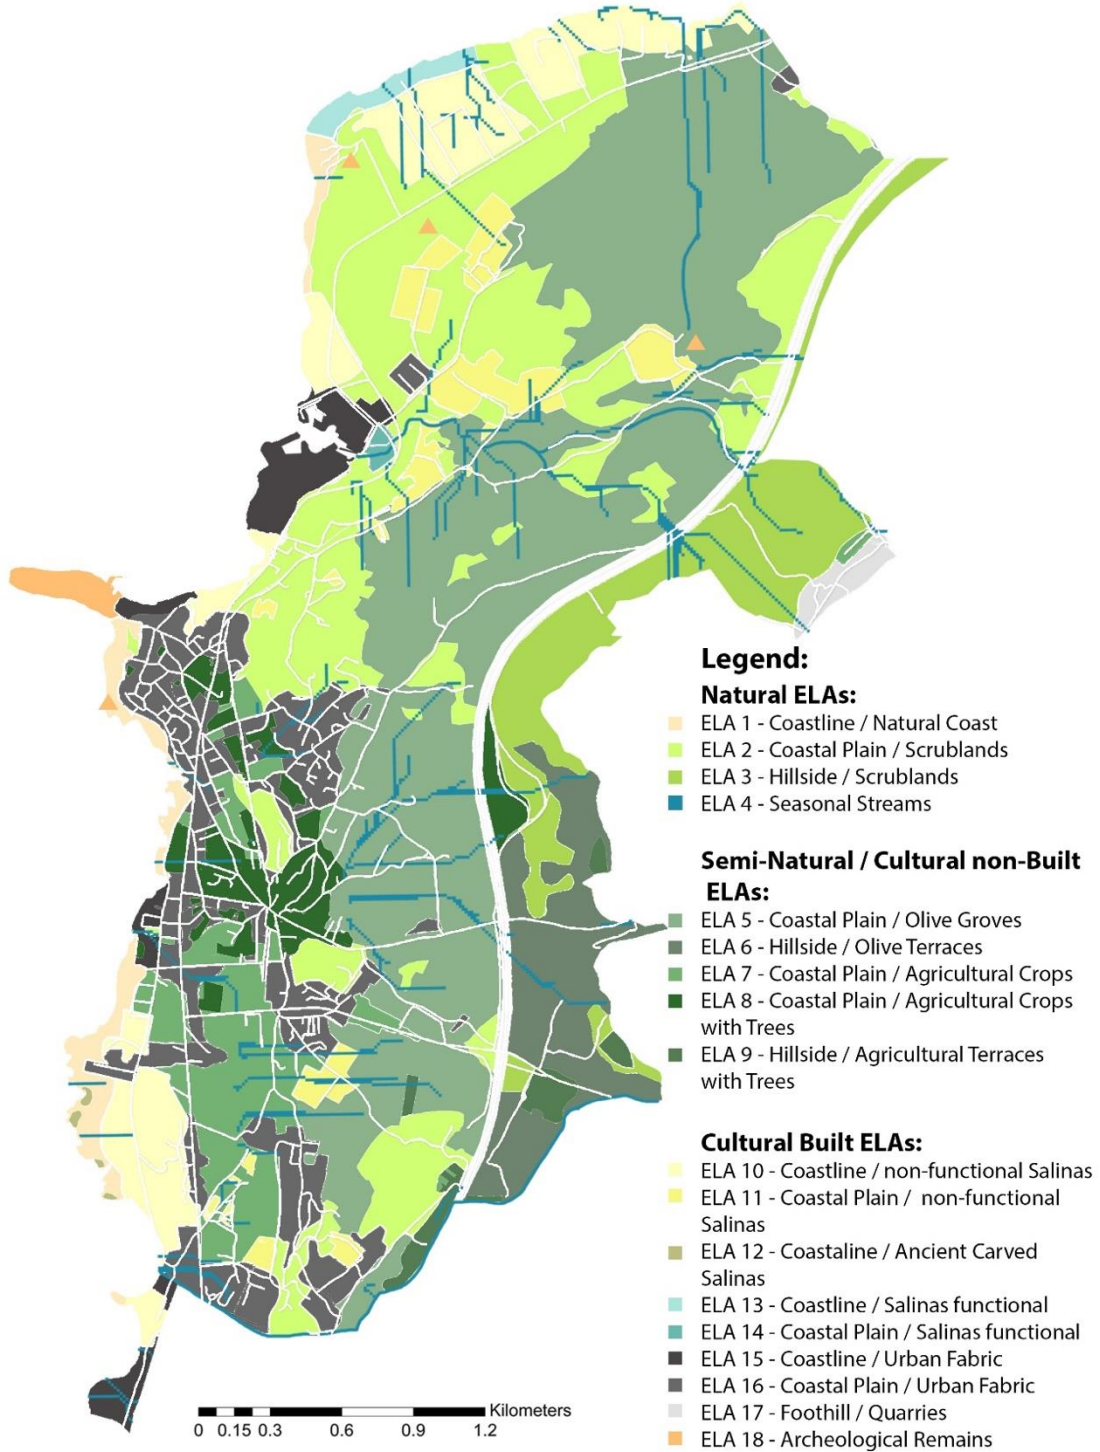 Legend:
Natural ELAs:
ELA 1 - Coastline / Natural Coast
ELA 2 - Coastal Plain / Scrublands
ELA 3 - Hillside / Scrublands
ELA 4 - Seasonal Streams
Semi-Natural / Cultural non-Built
ELAs:
ELA 5 - Coastal Plain / Olive Groves
ELA 6 - Hillside / Olive Terraces
ELA 7 - Coastal Plain / Agricultural Crops
ELA 8 - Coastal Plain / Agricultural Crops
with Trees
ELA 9 - Hillside / Agricultural Terraces
with Trees
Cultural Built ELAs:
ELA 10 - Coastline / non-functional Salinas
ELA 11 - Coastal Plain / non-functional
Salinas
ELA 12 - Coastaline / Ancient Carved
Salinas
ELA 13 - Coastline / Salinas functional
ELA 14 - Coastal Plain / Salinas functional
ELA 15 - Coastline / Urban Fabric
ELA 16 - Coastal Plain / Urban Fabric
ELA 17 - Foothill / Quarries
ELA 18 - Archeological Remains
Kilometers
0 0.15 0.3 0.6 0.9 1.2